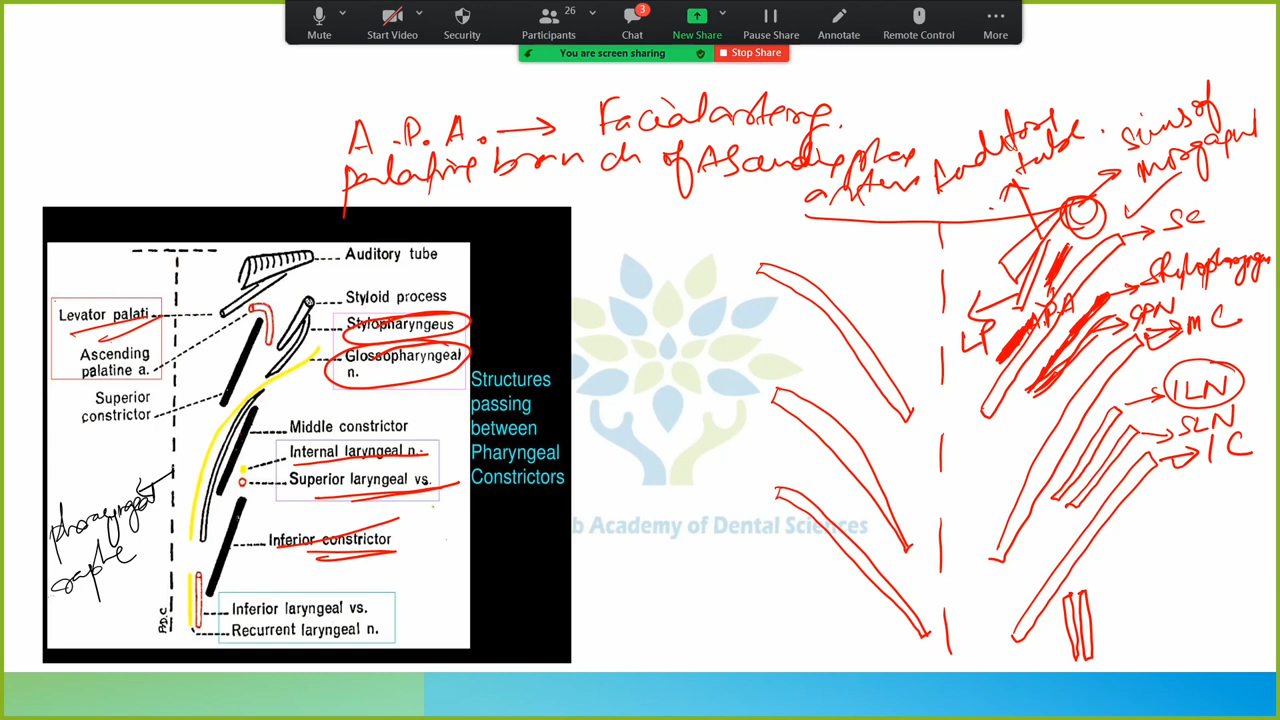 Mute
Start Video
Security
26
Participants
3
Chat
New Share
Pause Share
Annotate
Remote Control
More
You are screen sharing
Stop Share
A.P.A. → Facial artery.
palatine branch of
Auditory
tube.
sinus of
Auditory tube
Styloid process
Stylopharyngeus
Glossopharyngeal
n.
Levator palati
Ascending
palatine a.
Superior
constrictor
Middle constrictor
Internal laryngeal n.
Superior laryngeal vs.
Inferior constrictor
Inferior laryngeal vs.
Recurrent laryngeal n.
P.D.C
Structures
passing
between
Pharyngeal
Constrictors
pharyngeal
raphe
SC
LP
APA
GPN
MC
ILN
SLN
IC
b Academy of Dental Sciences